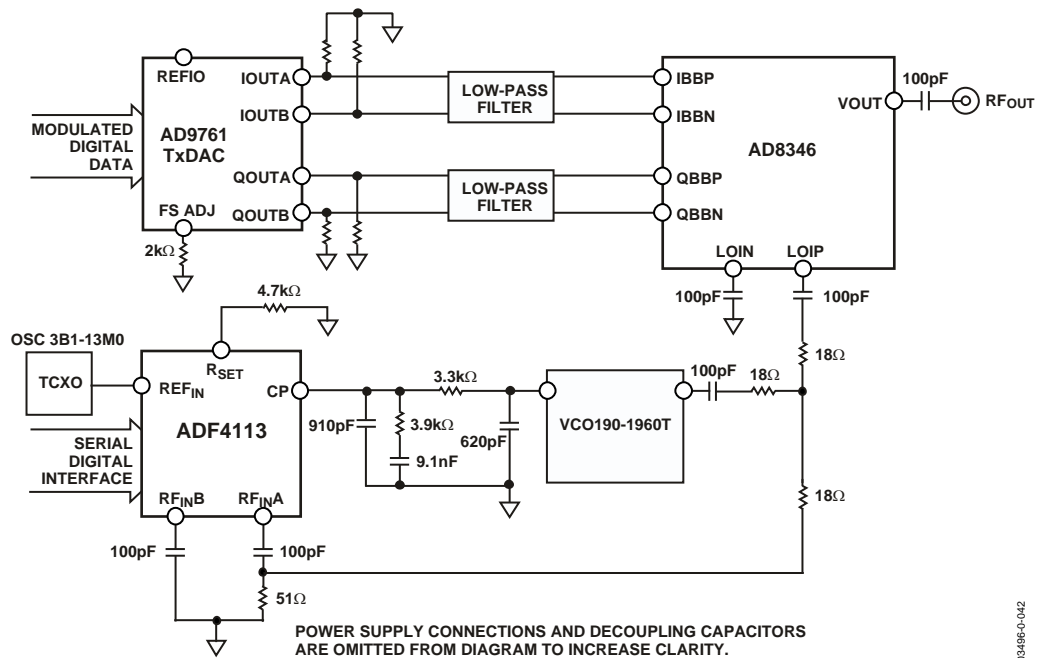 REFIO
IOUTA
IOUTB
QOUTA
QOUTB
MODULATED
DIGITAL
DATA
AD9761
TxDAC
FS ADJ
2kΩ
LOW-PASS
FILTER
LOW-PASS
FILTER
IBBP
IBBN
QBBP
QBBN
AD8346
VOUT
100pF
RFOUT
LOIN
LOIP
100pF
100pF
18Ω
4.7kΩ
OSC 3B1-13M0
TCXO
RSET
REFIN
CP
ADF4113
SERIAL
DIGITAL
INTERFACE
RFINB
RFINA
3.3kΩ
910pF
3.9kΩ
9.1nF
620pF
VCO190-1960T
100pF
18Ω
18Ω
100pF
100pF
51Ω
POWER SUPPLY CONNECTIONS AND DECOUPLING CAPACITORS
ARE OMITTED FROM DIAGRAM TO INCREASE CLARITY.
03496-0-042